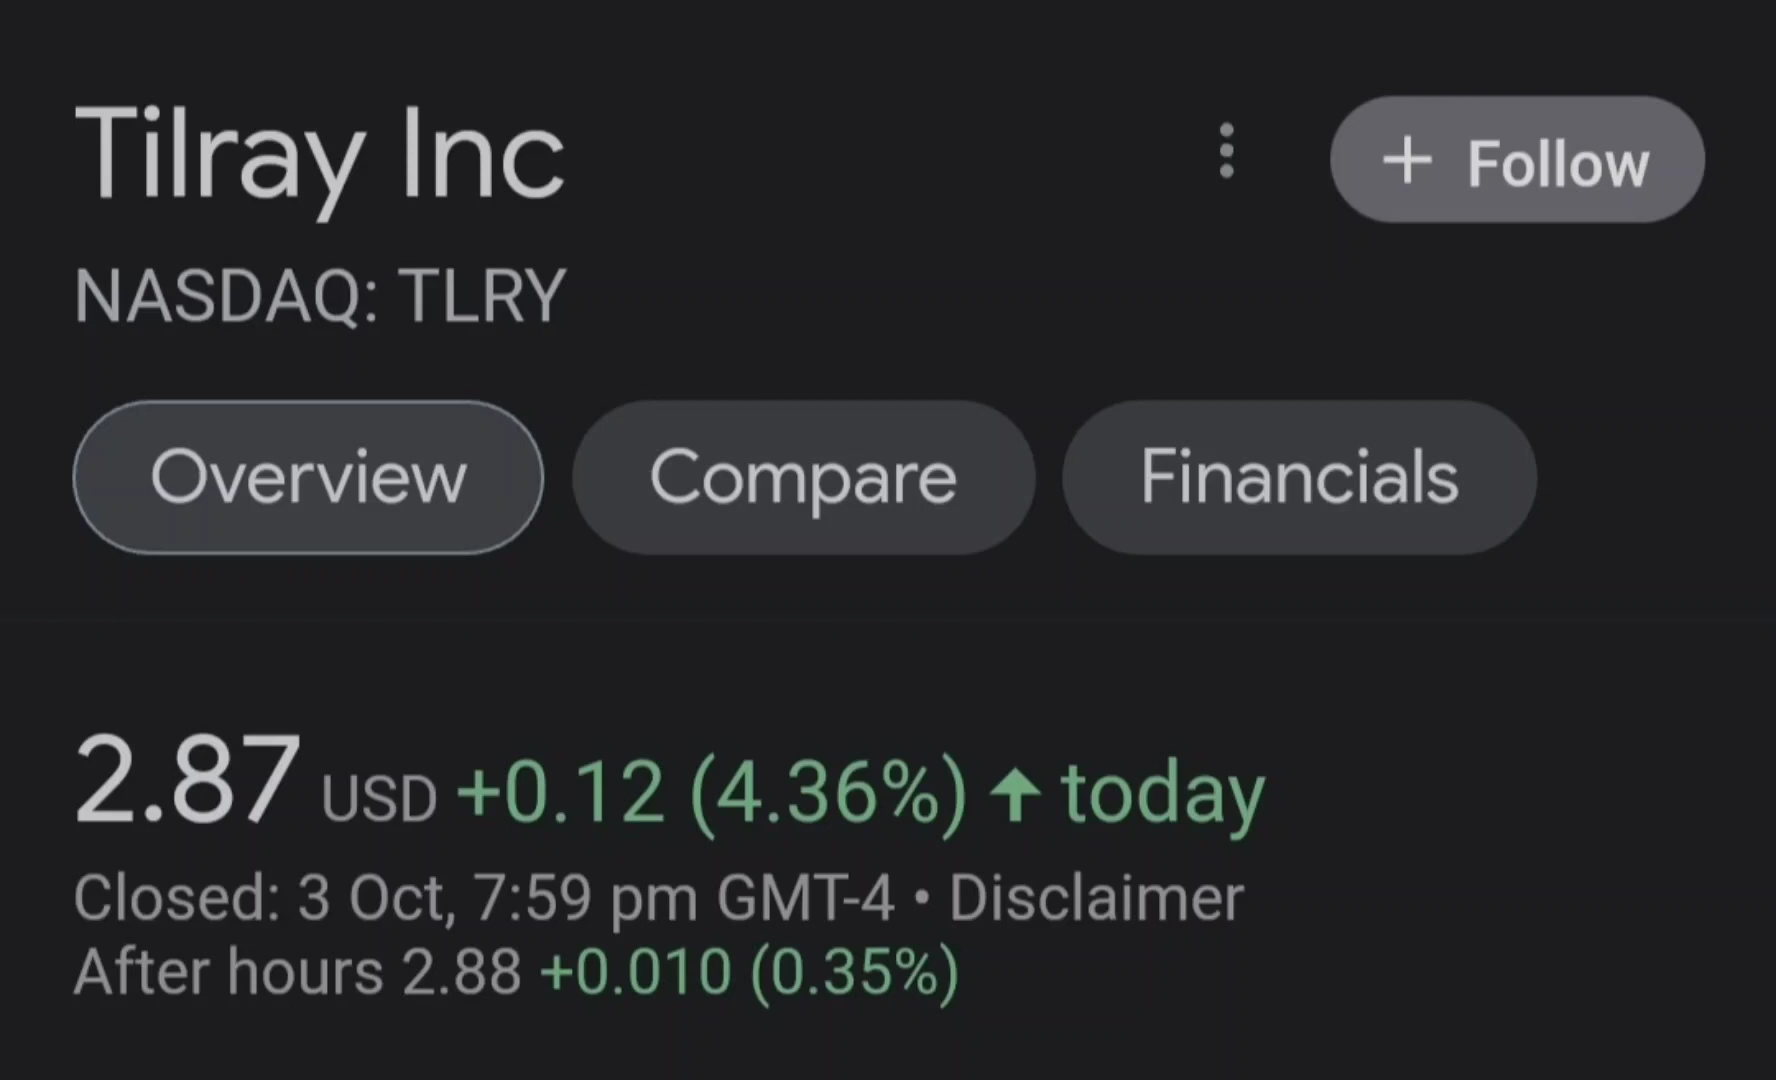 Tilray Inc
+ Follow
NASDAQ: TLRY
Overview
Compare
Financials
2.87 USD +0.12 (4.36%) ↑ today
Closed: 3 Oct, 7:59 pm GMT-4 • Disclaimer
After hours 2.88 +0.010 (0.35%)